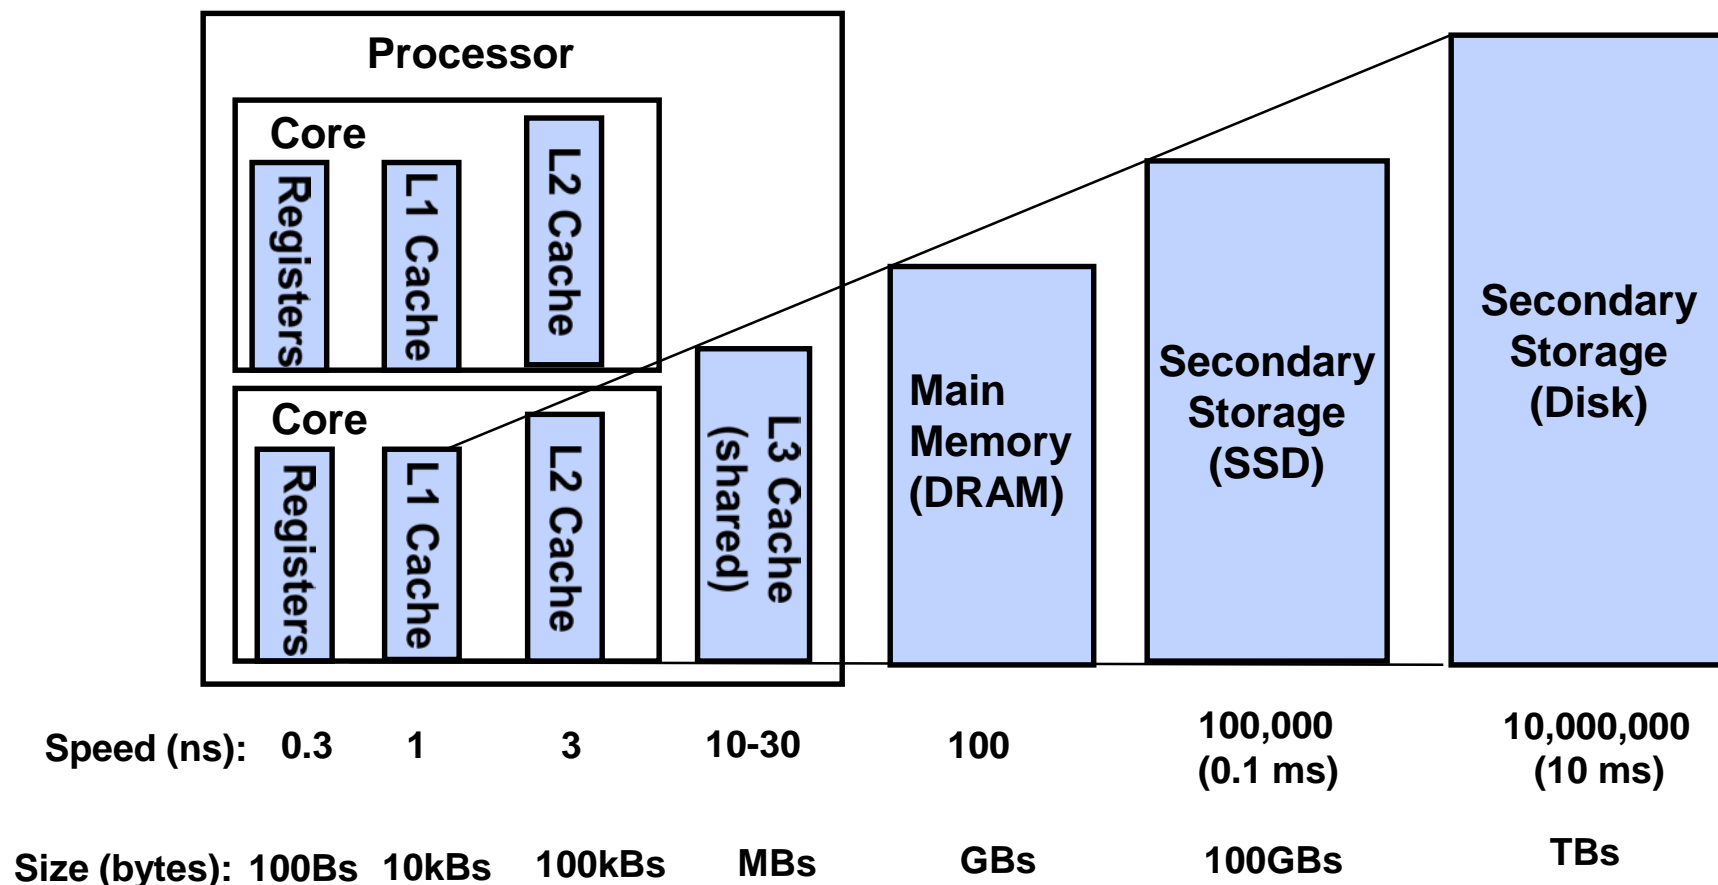 Processor
Core
Registers
L1 Cache
L2 Cache
Core
Registers
L1 Cache
L2 Cache
L3 Cache
(shared)
Main
Memory
(DRAM)
Secondary
Storage
(SSD)
Secondary
Storage
(Disk)
Speed (ns): 0.3 1 3 10-30 100 100,000 10,000,000
(0.1 ms) (10 ms)
Size (bytes): 100Bs 10kBs 100kBs MBs GBs 100GBs TBs